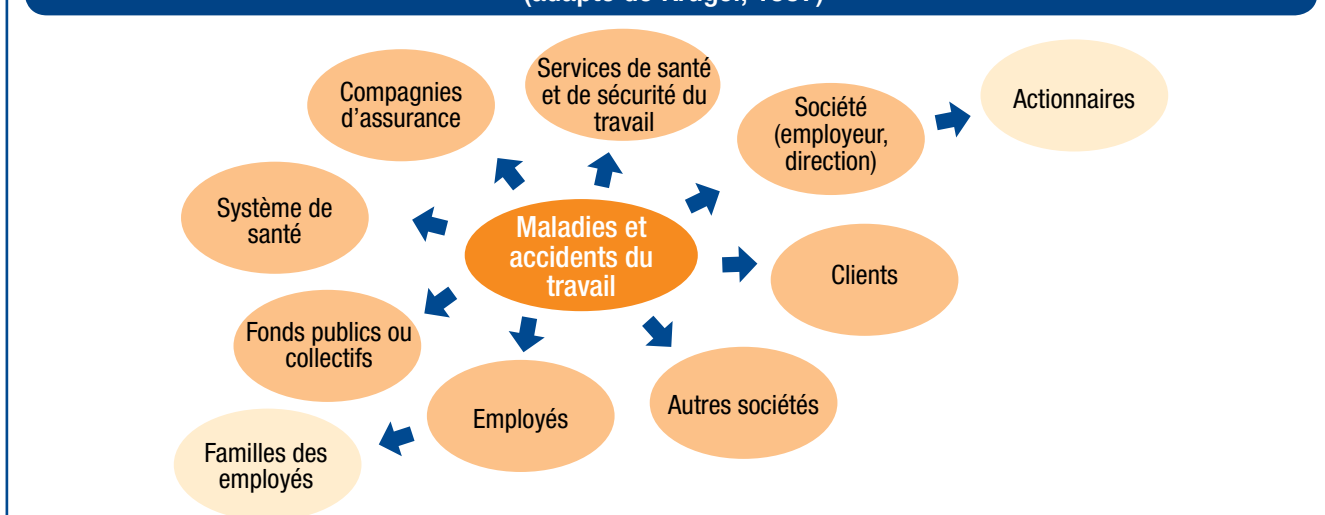 Services de santé
et de sécurité du
travail
Compagnies
d'assurance
Société
(employeur,
direction)
Actionnaires
Système de
santé
Maladies et
accidents du
travail
Clients
Fonds publics ou
collectifs
Employés
Autres sociétés
Familles des
employés